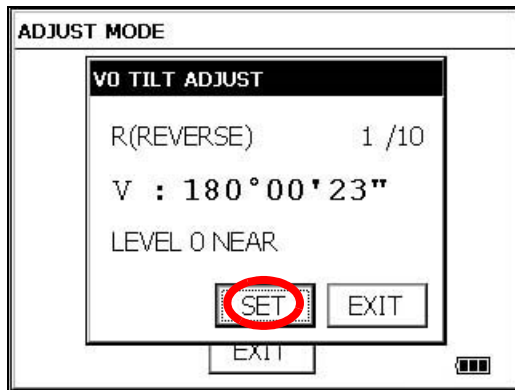 ADJUST MODE
V0 TILT ADJUST
R(REVERSE) 1 /10
V : 180°00'23"
LEVEL 0 NEAR
SET EXIT
EXIT